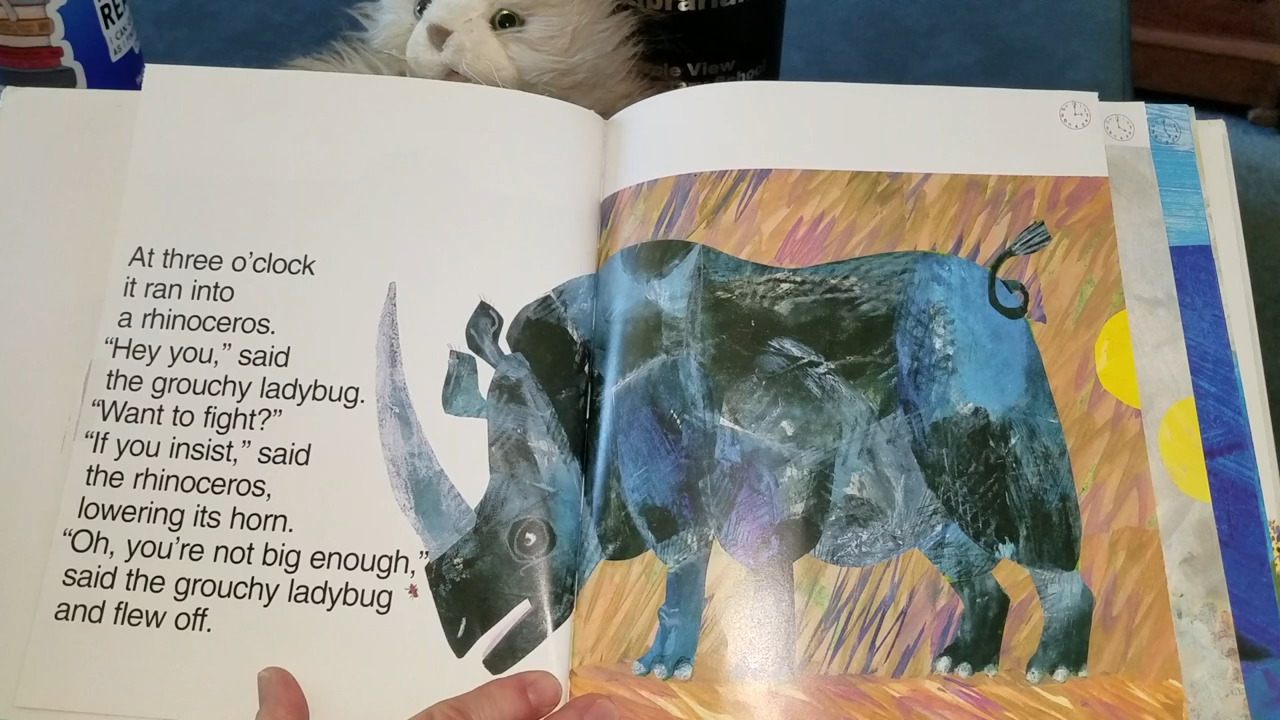 At three o’clock
it ran into
a rhinoceros.
“Hey you,” said
the grouchy ladybug.
“Want to fight?”
“If you insist,” said
the rhinoceros,
lowering its horn.
“Oh, you’re not big enough,”
said the grouchy ladybug
and flew off.
View